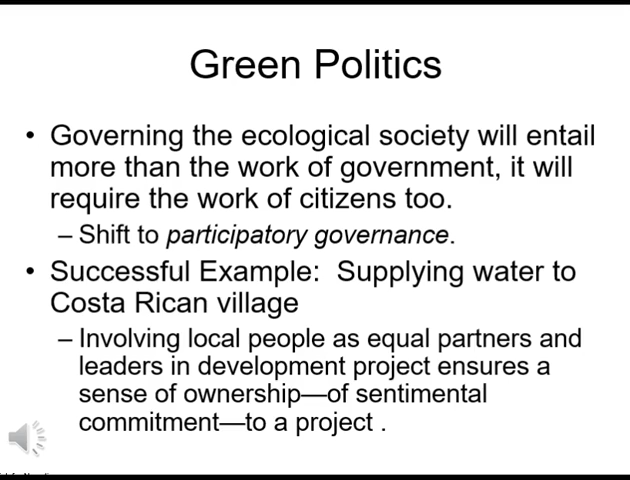 Green Politics
• Governing the ecological society will entail
more than the work of government, it will
require the work of citizens too.
– Shift to participatory governance.
• Successful Example:  Supplying water to
Costa Rican village
– Involving local people as equal partners and
leaders in development project ensures a
sense of ownership—of sentimental
commitment—to a project .